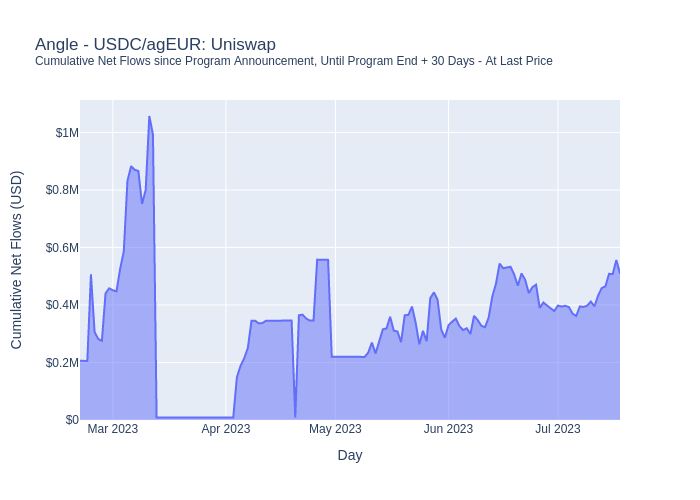 Angle - USDC/agEUR: Uniswap
Cumulative Net Flows since Program Announcement, Until Program End + 30 Days - At Last Price
Cumulative Net Flows (USD)
$1M
$0.8M
$0.6M
$0.4M
$0.2M
$0
Mar 2023 Apr 2023 May 2023 Jun 2023 Jul 2023
Day